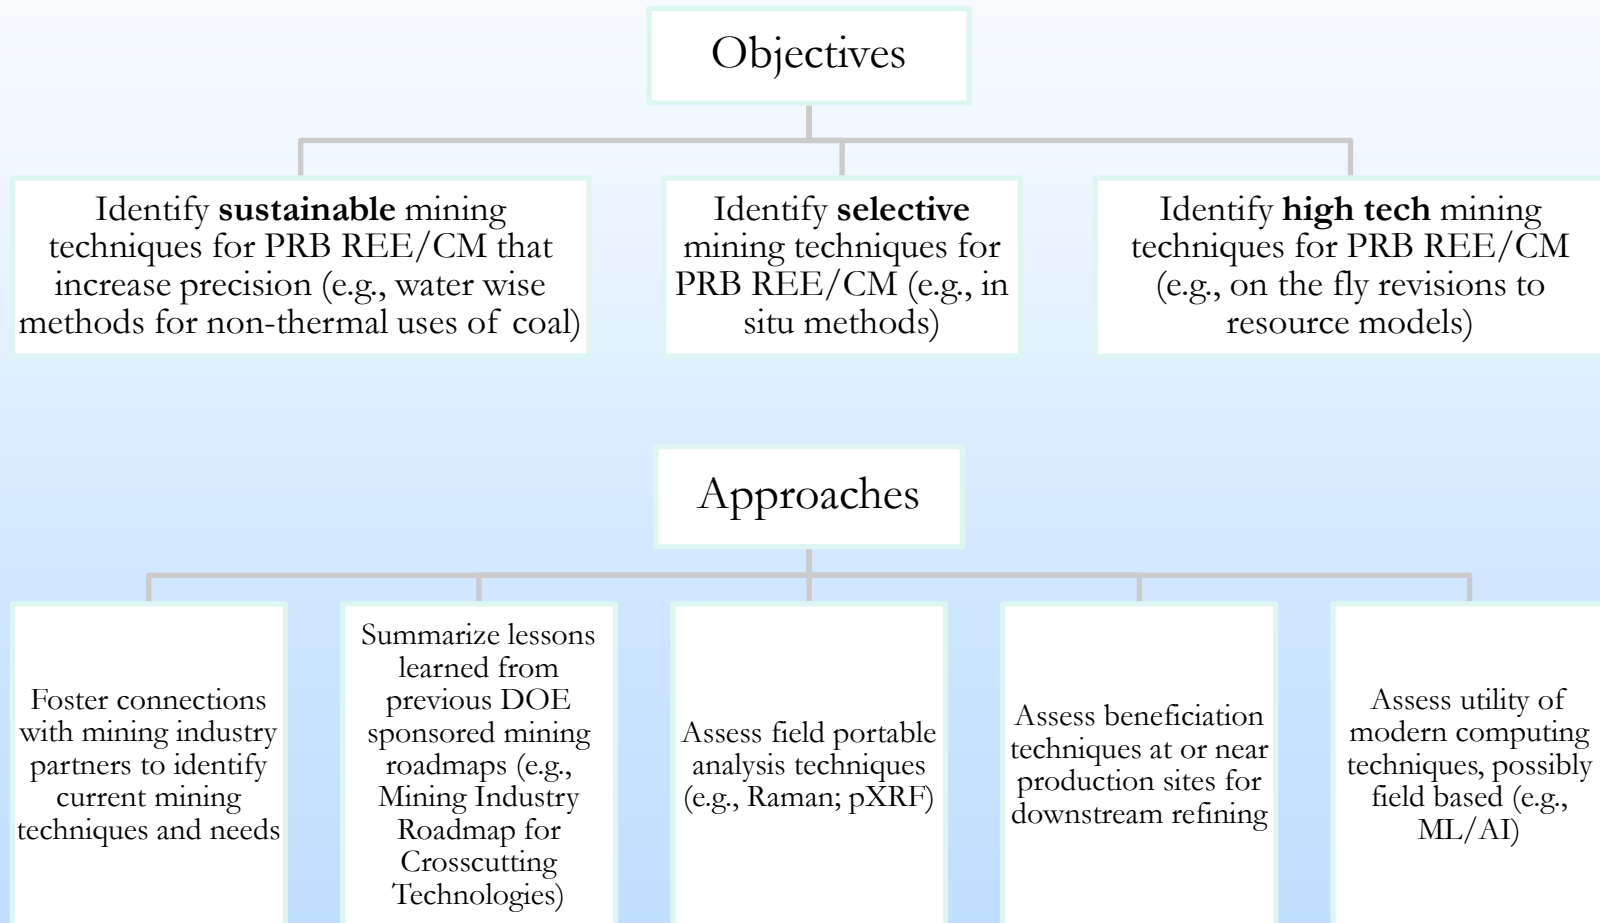 Objectives
Identify sustainable mining
techniques for PRB REE/CM that
increase precision (e.g., water wise
methods for non-thermal uses of coal)
Identify selective
mining techniques for
PRB REE/CM (e.g., in
situ methods)
Identify high tech mining
techniques for PRB REE/CM
(e.g., on the fly revisions to
resource models)
Approaches
Foster connections
with mining industry
partners to identify
current mining
techniques and needs
Summarize lessons
learned from
previous DOE
sponsored mining
roadmaps (e.g.,
Mining Industry
Roadmap for
Crosscutting
Technologies)
Assess field portable
analysis techniques
(e.g., Raman; pXRF)
Assess beneficiation
techniques at or near
production sites for
downstream refining
Assess utility of
modern computing
techniques, possibly
field based (e.g.,
ML/AI)